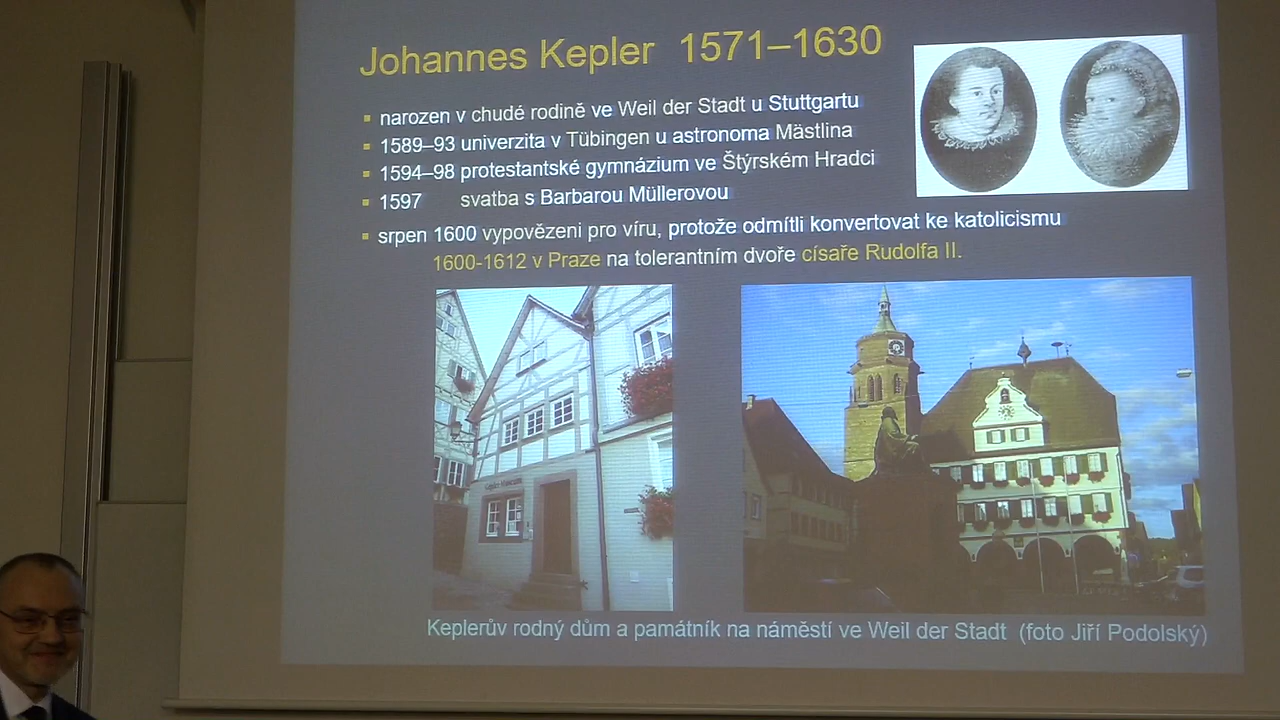 Johannes Kepler 1571–1630
narozen v chudé rodině ve Weil der Stadt u Stuttgartu
1589–93 univerzita v Tübingen u astronoma Mästlina
1594–98 protestantské gymnázium ve Štýrském Hradci
1597 svatba s Barbarou Müllerovou
srpen 1600 vypovězeni pro víru, protože odmítli konvertovat ke katolicismu
1600-1612 v Praze na tolerantním dvoře císaře Rudolfa II.
Keplerův rodný dům a památník na náměstí ve Weil der Stadt (foto Jiří Podolský)